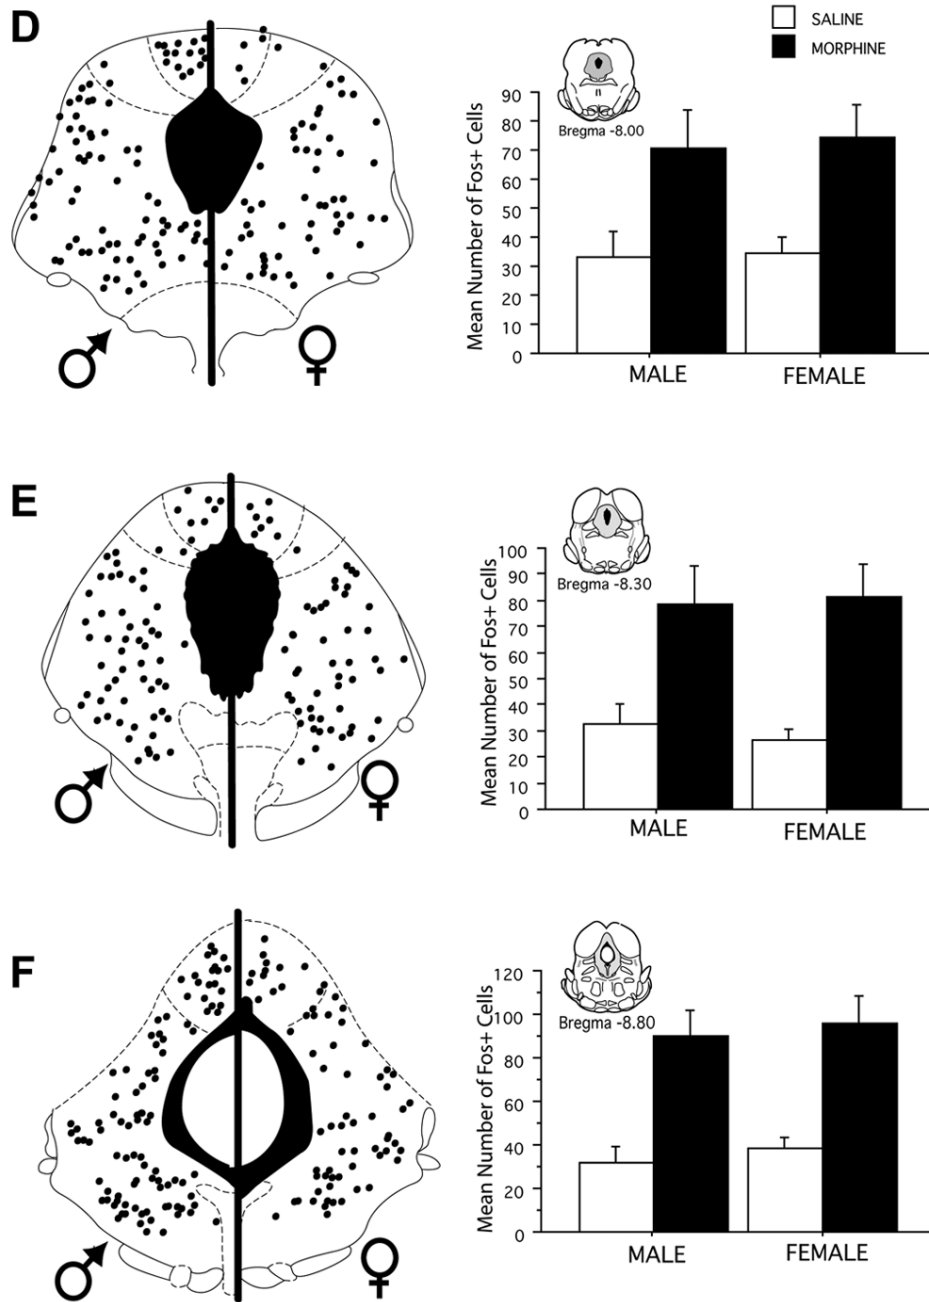 D
SALINE
MORPHINE
Bregma -8.00
Mean Number of Fos+ Cells
90
80
70
60
50
40
30
20
10
0
MALE FEMALE
♂ ♀
E
Bregma -8.30
Mean Number of Fos+ Cells
100
90
80
70
60
50
40
30
20
10
0
MALE FEMALE
♂ ♀
F
Bregma -8.80
Mean Number of Fos+ Cells
120
100
80
60
40
20
0
MALE FEMALE
♂ ♀